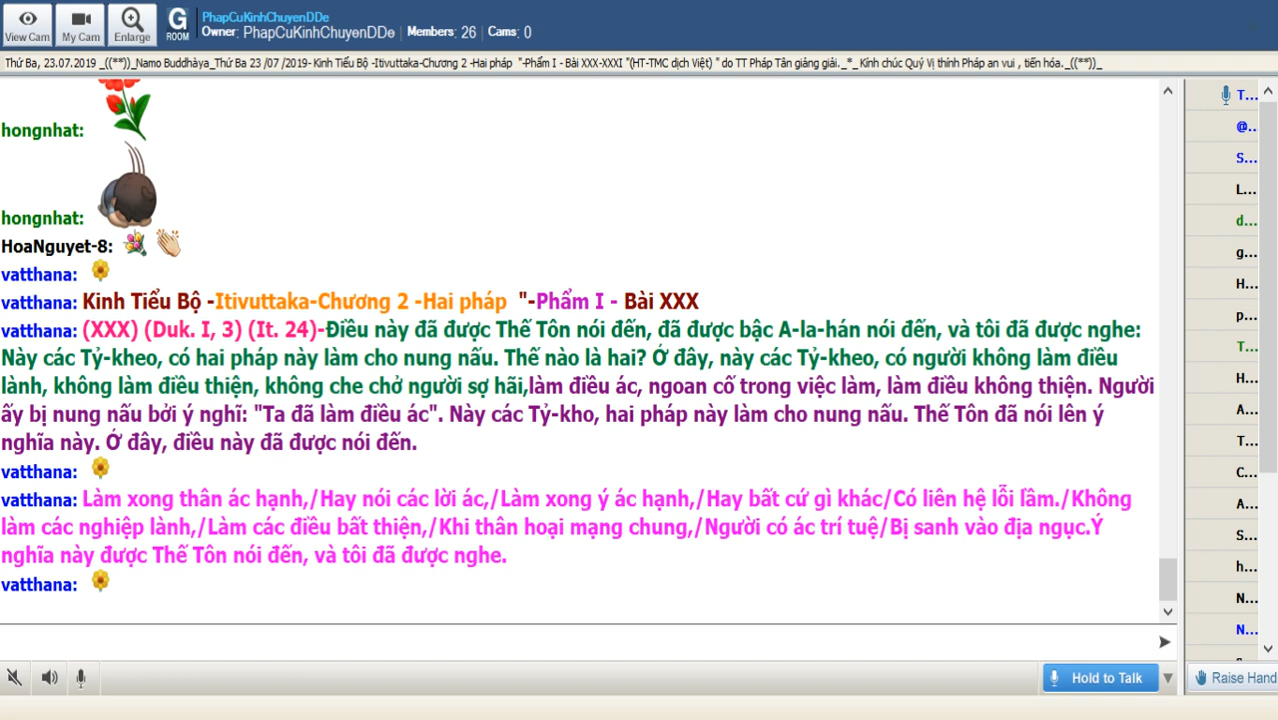 View Cam
My Cam
Enlarge
G
ROOM
PhapCuKinhChuyenDDe
Owner: PhapCuKinhChuyenDDe | Members: 26 | Cams: 0
Thứ Ba, 23.07.2019 _((**))_Namo Buddhàya_Thứ Ba 23 /07 /2019- Kinh Tiểu Bộ -Itivuttaka-Chương 2 -Hai pháp "-Phẩm I - Bài XXX-XXXI "(HT-TMC dịch Việt) " do TT Pháp Tân giảng giải._*_ Kính chúc Quý Vị thính Pháp an vui , tiến hóa._((**))_
hongnhat:
hongnhat:
HoaNguyet-8:
vatthana:
vatthana: Kinh Tiểu Bộ -Itivuttaka-Chương 2 -Hai pháp "-Phẩm I - Bài XXX
vatthana: (XXX) (Duk. I, 3) (It. 24)-Điều này đã được Thế Tôn nói đến, đã được bậc A-la-hán nói đến, và tôi đã được nghe:
Này các Tỷ-kheo, có hai pháp này làm cho nung nấu. Thế nào là hai? Ở đây, này các Tỷ-kheo, có người không làm điều
lành, không làm điều thiện, không che chở người sợ hãi,làm điều ác, ngoan cố trong việc làm, làm điều không thiện. Người
ấy bị nung nấu bởi ý nghĩ: "Ta đã làm điều ác". Này các Tỷ-kho, hai pháp này làm cho nung nấu. Thế Tôn đã nói lên ý
nghĩa này. Ở đây, điều này đã được nói đến.
vatthana:
vatthana: Làm xong thân ác hạnh,/Hay nói các lời ác,/Làm xong ý ác hạnh,/Hay bất cứ gì khác/Có liên hệ lỗi lầm./Không
làm các nghiệp lành,/Làm các điều bất thiện,/Khi thân hoại mạng chung,/Người có ác trí tuệ/Bị sanh vào địa ngục.Ý
nghĩa này được Thế Tôn nói đến, và tôi đã được nghe.
vatthana:
T...
@..
S...
L...
d...
g...
H...
p...
T...
H...
A...
T...
C...
A...
S...
h...
N...
N...
Hold to Talk
Raise Hand